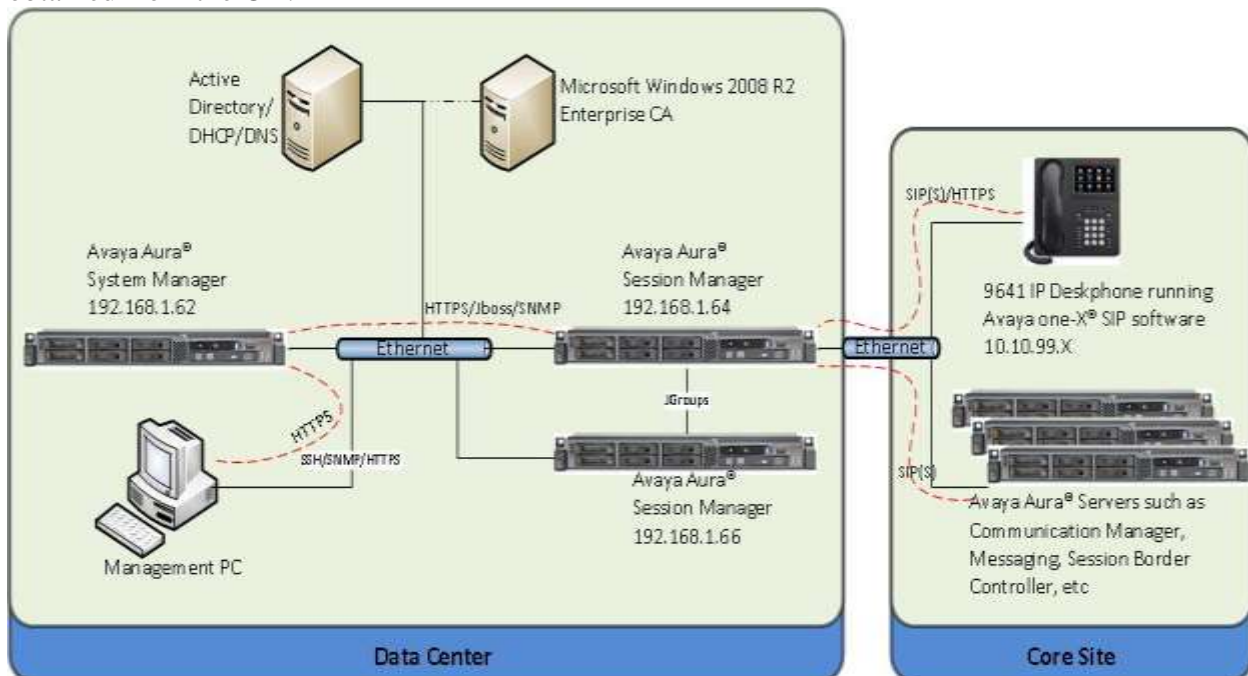 Active
Directory/
DHCP/DNS
Microsoft Windows 2008 R2
Enterprise CA
Avaya Aura®
System Manager
192.168.1.62
HTTPS/Jboss/SNMP
Avaya Aura®
Session Manager
192.168.1.64
Ethernet
JGroups
HTTPS
SSH/SNMP/HTTPS
Management PC
Avaya Aura®
Session Manager
192.168.1.66
Data Center
SIP(S)/HTTPS
9641 IP Deskphone running
Avaya one-X® SIP software
10.10.99.X
Ethernet
SIP(S)
Avaya Aura® Servers such as
Communication Manager,
Messaging, Session Border
Controller, etc
Core Site